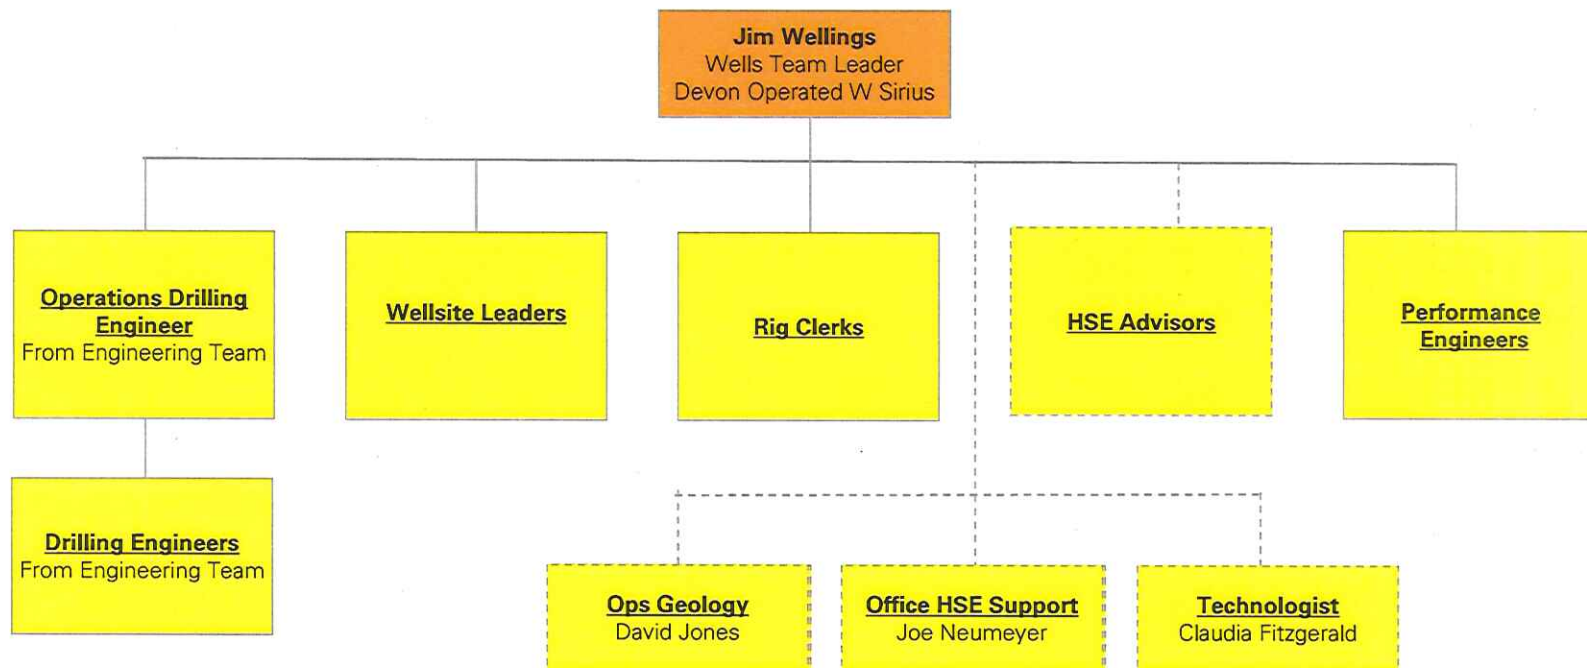 Jim Wellings
Wells Team Leader
Devon Operated W Sirius
Operations Drilling
Engineer
From Engineering Team
Wellsite Leaders
Rig Clerks
HSE Advisors
Performance
Engineers
Drilling Engineers
From Engineering Team
Ops Geology
David Jones
Office HSE Support
Joe Neumeyer
Technologist
Claudia Fitzgerald